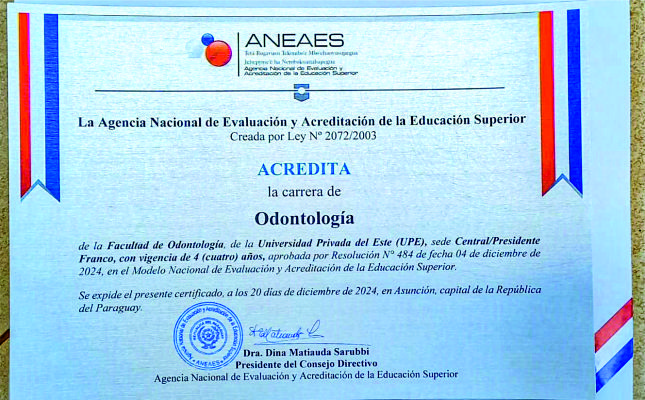 ANEAES
Agencia Nacional de Evaluación y
Acreditación de la Educación Superior
La Agencia Nacional de Evaluación y Acreditación de la Educación Superior
Creada por Ley Nº 2072/2003
ACREDITA
la carrera de
Odontología
de la Facultad de Odontología, de la Universidad Privada del Este (UPE), sede Central/Presidente
Franco, con vigencia de 4 (cuatro) años, aprobada por Resolución Nº 484 de fecha 04 de diciembre de
2024, en el Modelo Nacional de Evaluación y Acreditación de la Educación Superior.
Se expide el presente certificado, a los 20 días de diciembre de 2024, en Asunción, capital de la República
del Paraguay.
ANEAES
Dra. Dina Matiauda Sarubbi
Presidente del Consejo Directivo
Agencia Nacional de Evaluación y Acreditación de la Educación Superior